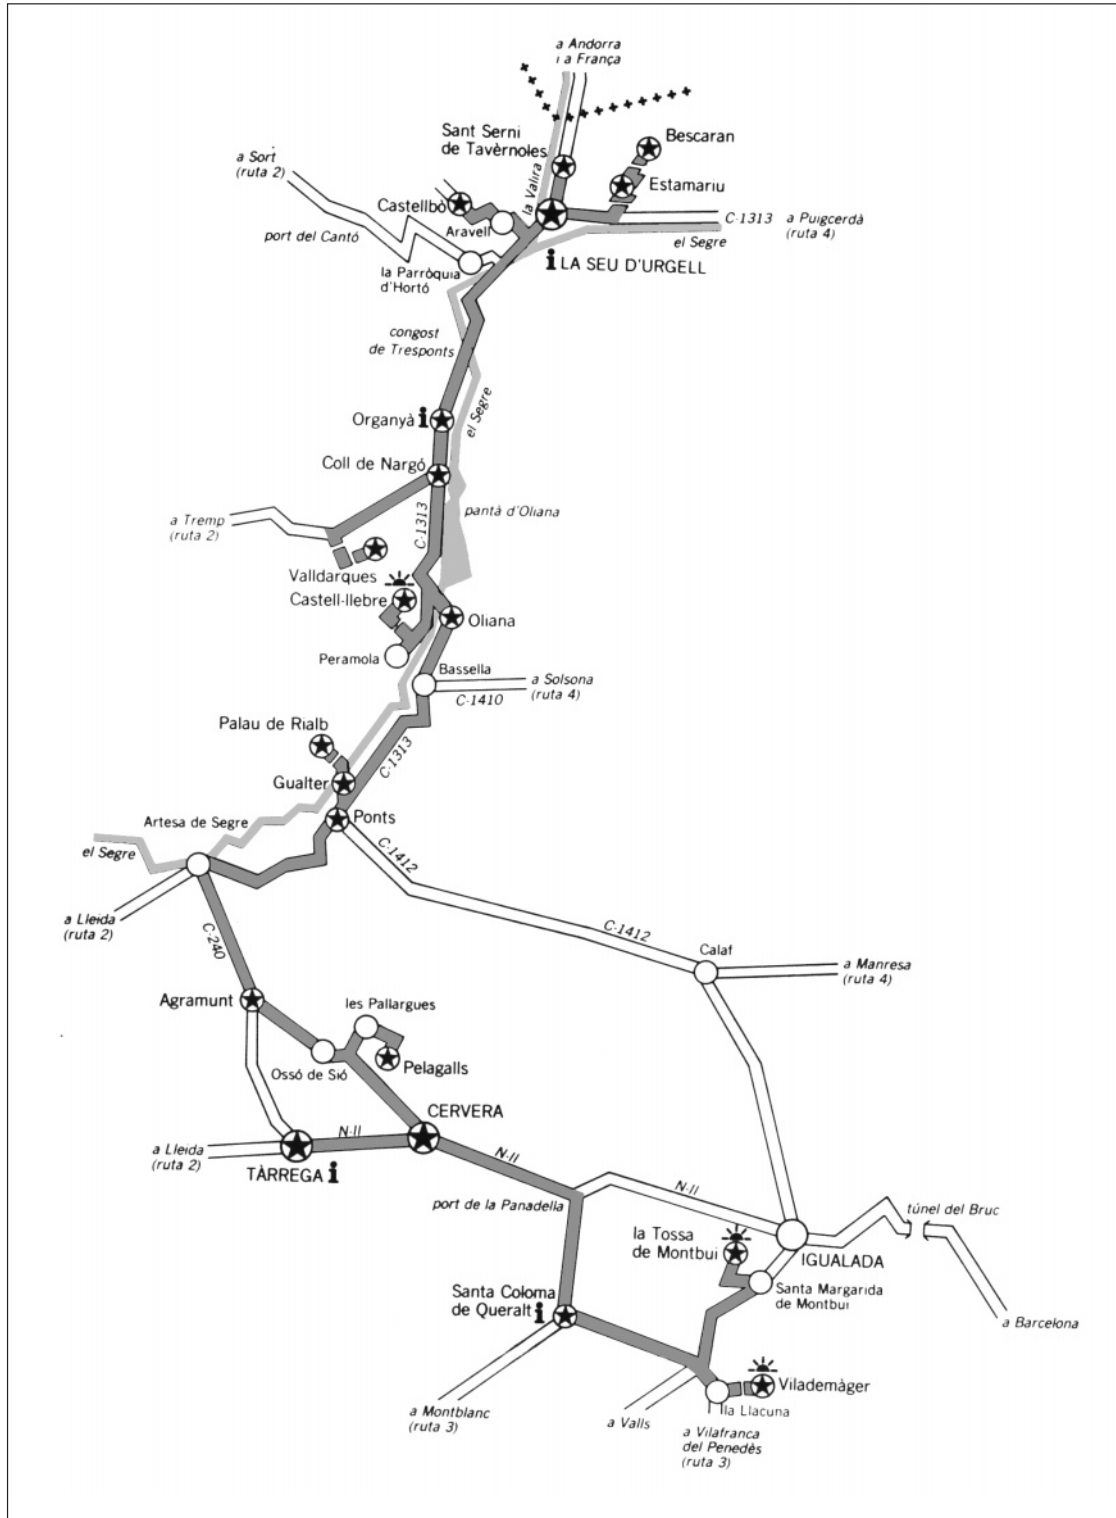 a Andorra
i a França
Sant Serni
de Tavèrnoles
Bescaran
a Sort
(ruta 2)
la Valira
Estamariu
Castellbò
Aravell
port del Cantó
C-1313
a Puigcerdà
(ruta 4)
el Segre
la Parròquia
d'Hortó
i LA SEU D'URGELL
congost
de Tresponts
el Segre
Organyà i
Coll de Nargó
C-1313
pantà d'Oliana
a Tremp
(ruta 2)
Valldarques
Castell-llebre
Oliana
Peramola
Bassella
C-1410
a Solsona
(ruta 4)
Palau de Rialb
C-1313
Gualter
Ponts
Artesa de Segre
el Segre
C-1412
a Lleida
(ruta 2)
C-240
C-1412
Calaf
a Manresa
(ruta 4)
Agramunt
les Pallargues
Ossó de Sió
Pelagalls
CERVERA
N-II
a Lleida
(ruta 2)
TÀRREGA i
N-II
port de la Panadella
N-II
túnel del Bruc
la Tossa
de Montbui
IGUALADA
Santa Margarida
de Montbui
Santa Coloma
de Queralt i
a Barcelona
Vilademàger
la Llacuna
a Montblanc
(ruta 3)
a Valls
a Vilafranca
del Penedès
(ruta 3)